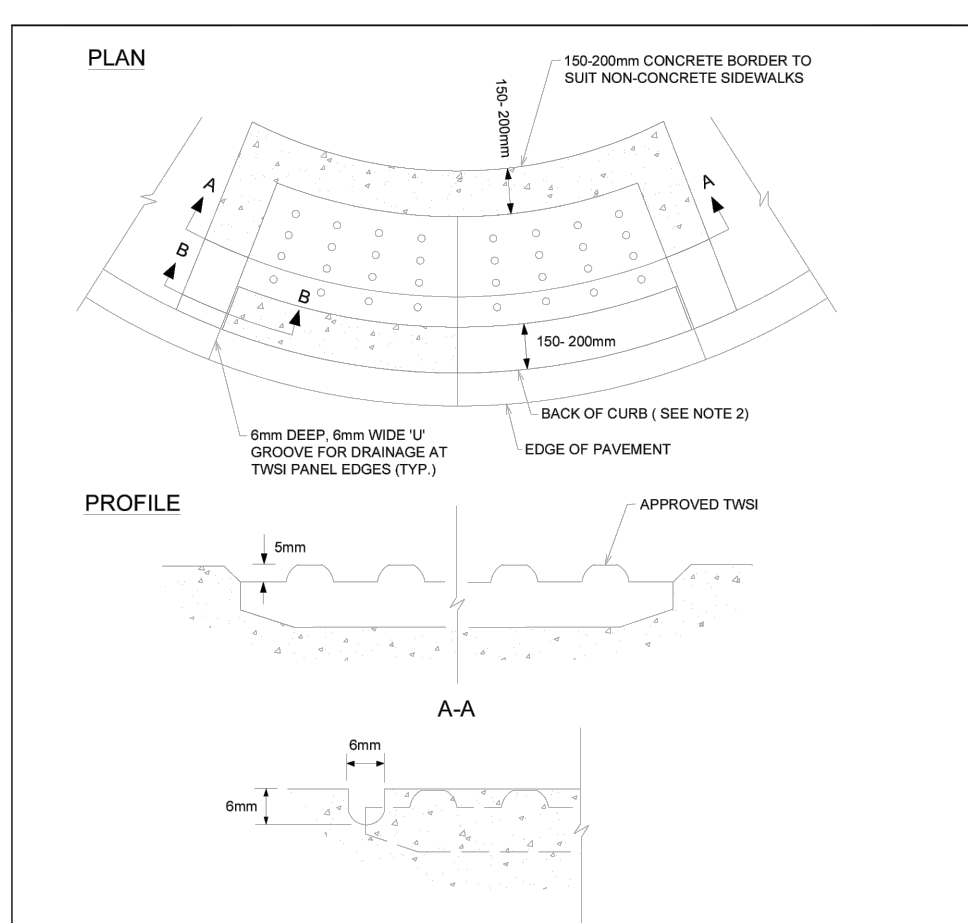 PLAN
150-200mm CONCRETE BORDER TO
SUIT NON-CONCRETE SIDEWALKS
150- 200mm
A
A
B
B
150- 200mm
BACK OF CURB ( SEE NOTE 2)
6mm DEEP, 6mm WIDE 'U'
GROOVE FOR DRAINAGE AT
TWSI PANEL EDGES (TYP.)
EDGE OF PAVEMENT
PROFILE
APPROVED TWSI
5mm
A-A
6mm
6mm